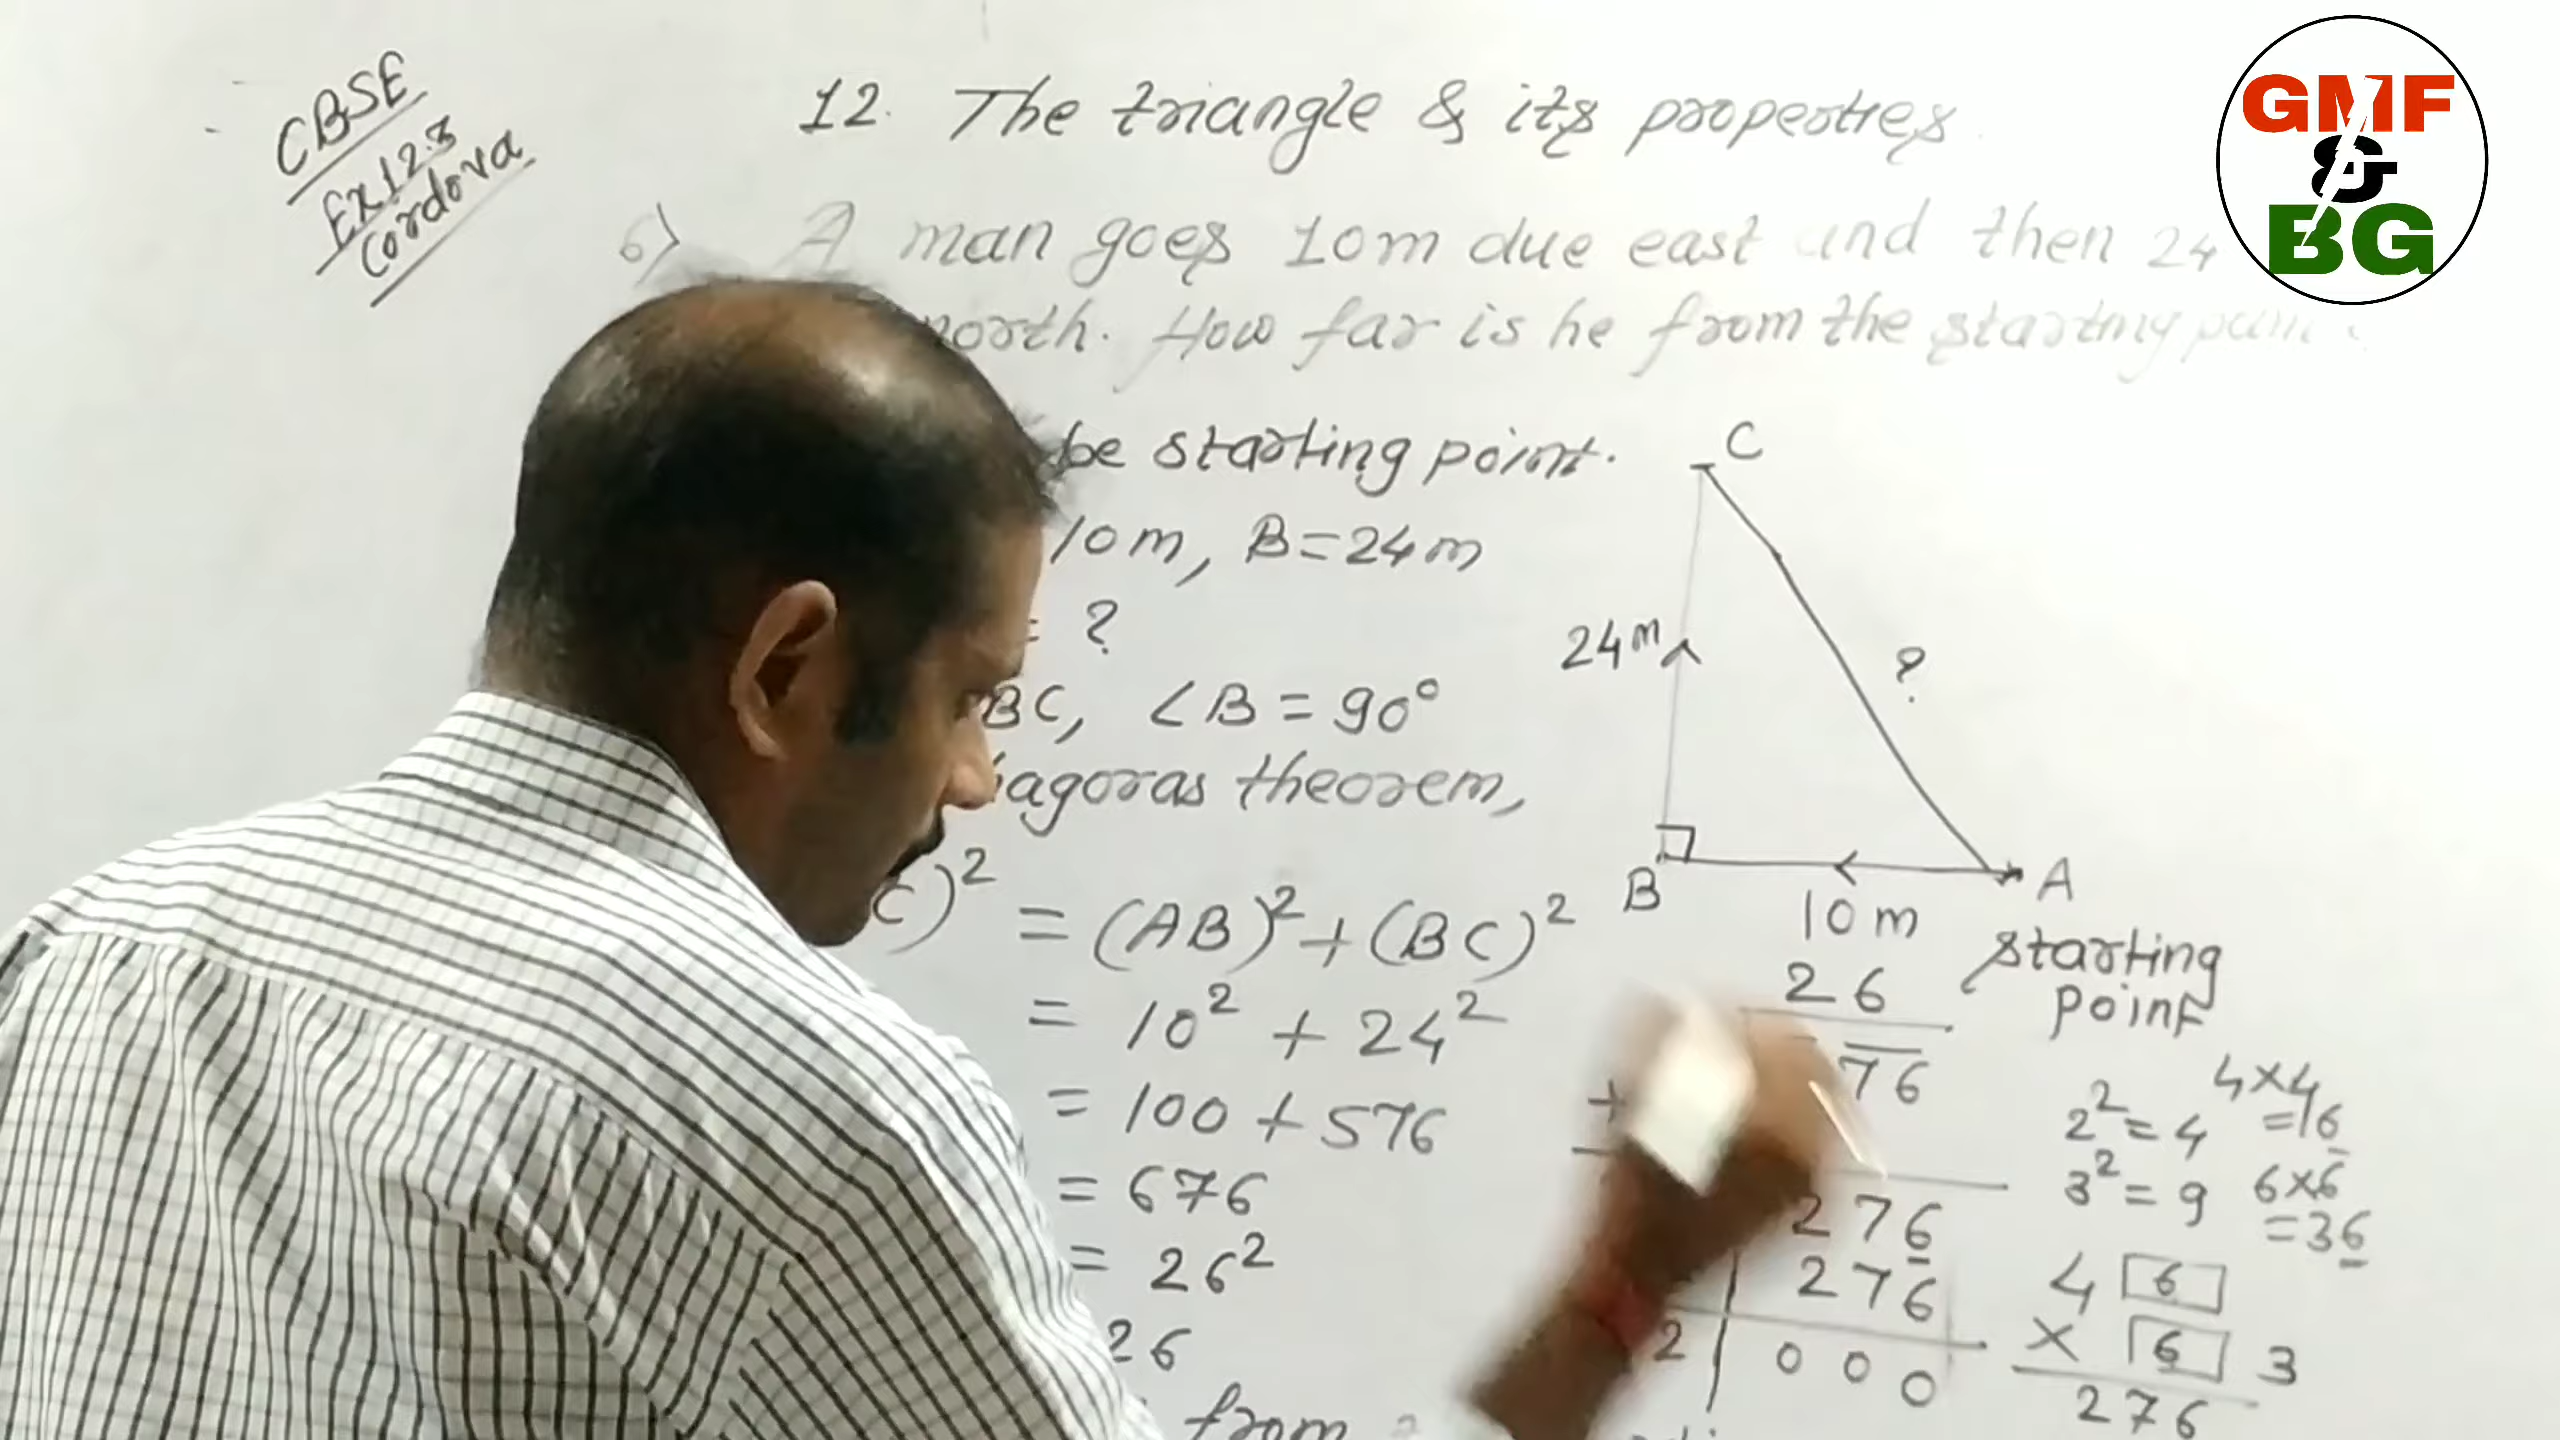 CBSE
Ex 12.3
Cordova
12. The triangle & its properties.
GMF
&
BG
6) A man goes 10m due east and then 24
north. How far is he from the starting
be starting point.
10m, B=24m
= ?
BC, ∠B = 90°
agoras theorem,
C)² = (AB)² + (BC)²
= 10² + 24²
= 100 + 576
= 676
= 26²
26
from
C
24m
?
B
10m
A
starting
point
26
76
+
276
276
2 000
2² = 4
3² = 9
4×4
=16
6×6
=36
4 6
× 6 3
276